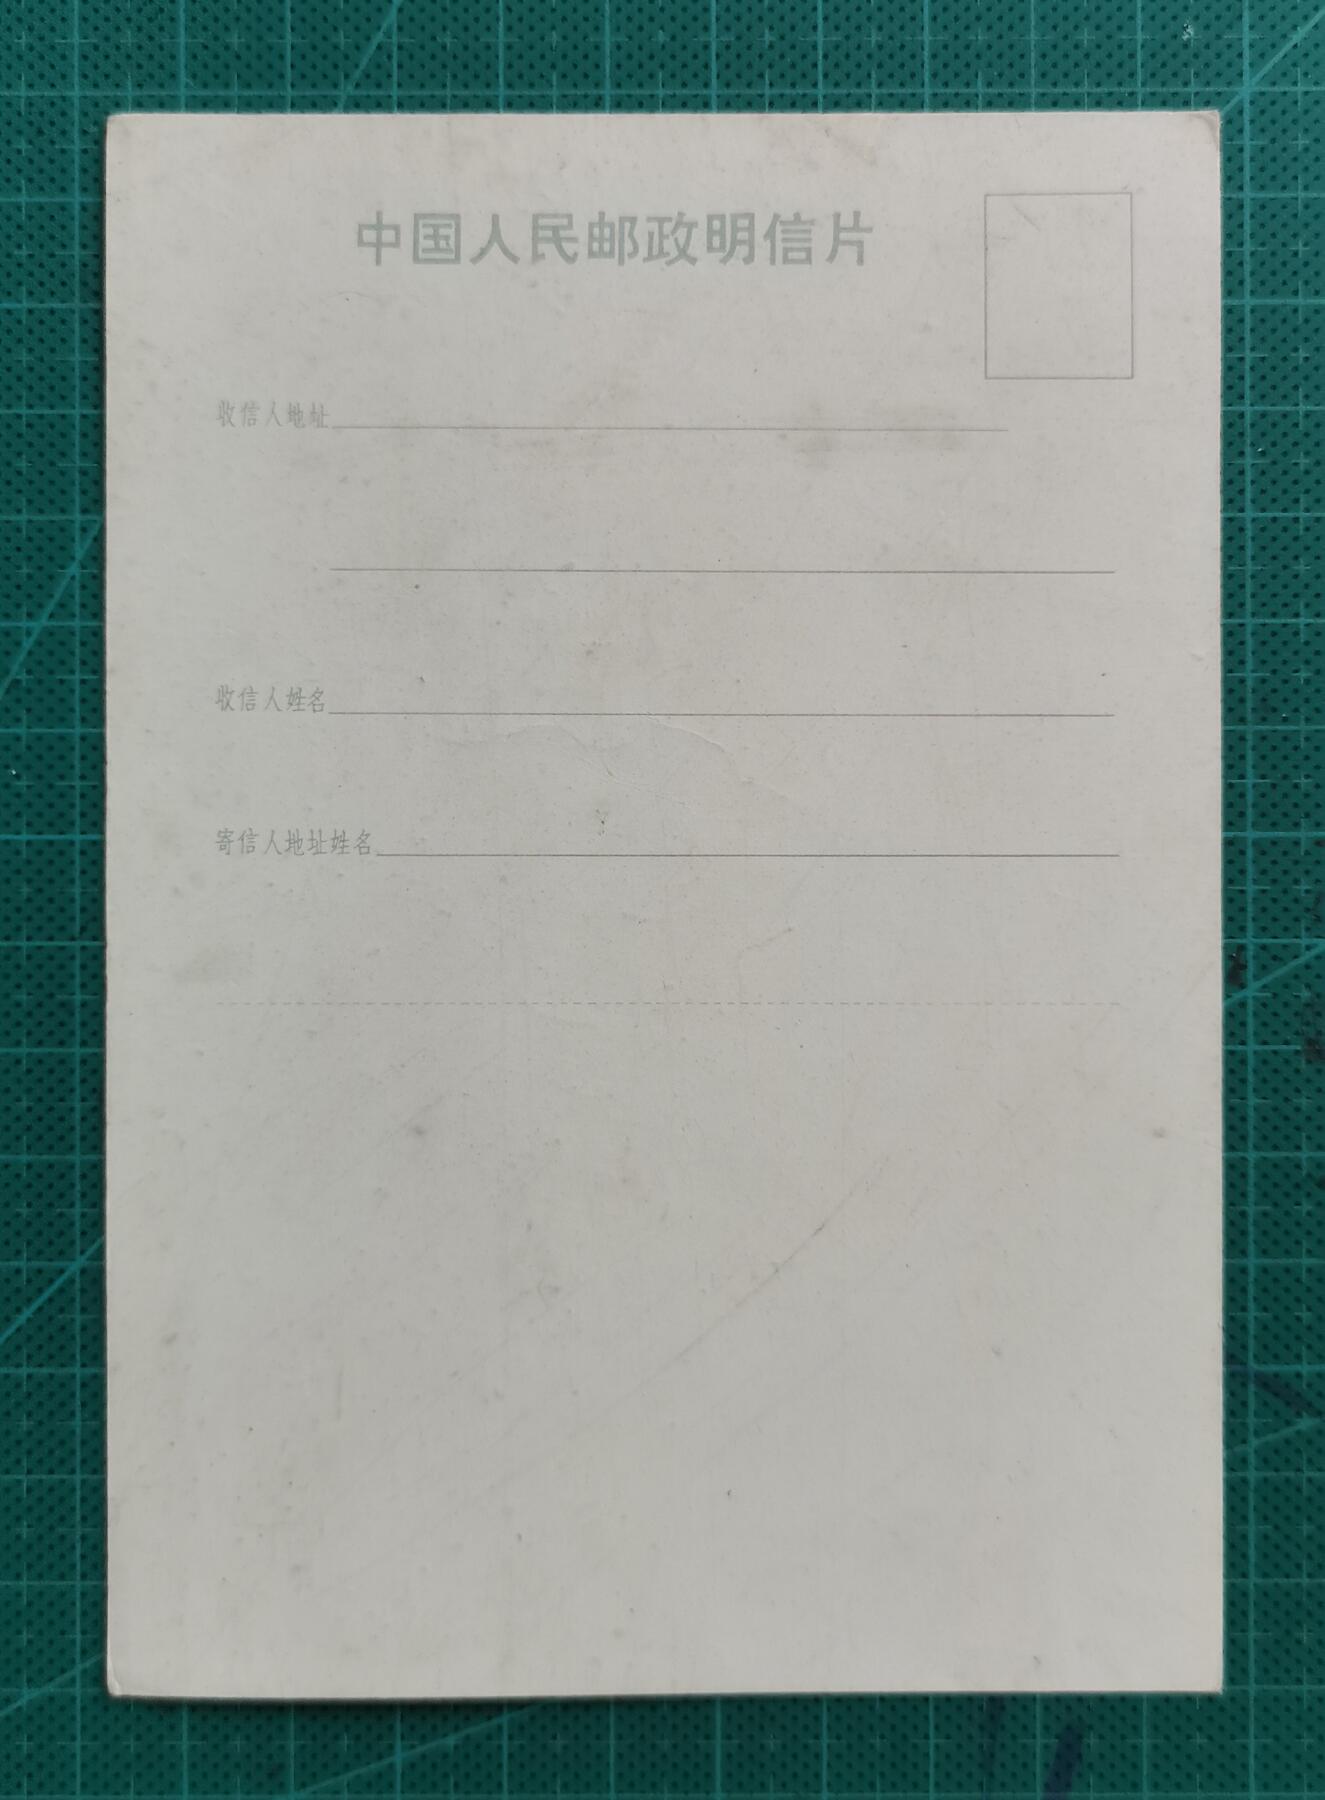 中国人民邮政明信片
收信人地址
收信人姓名
寄信人地址姓名